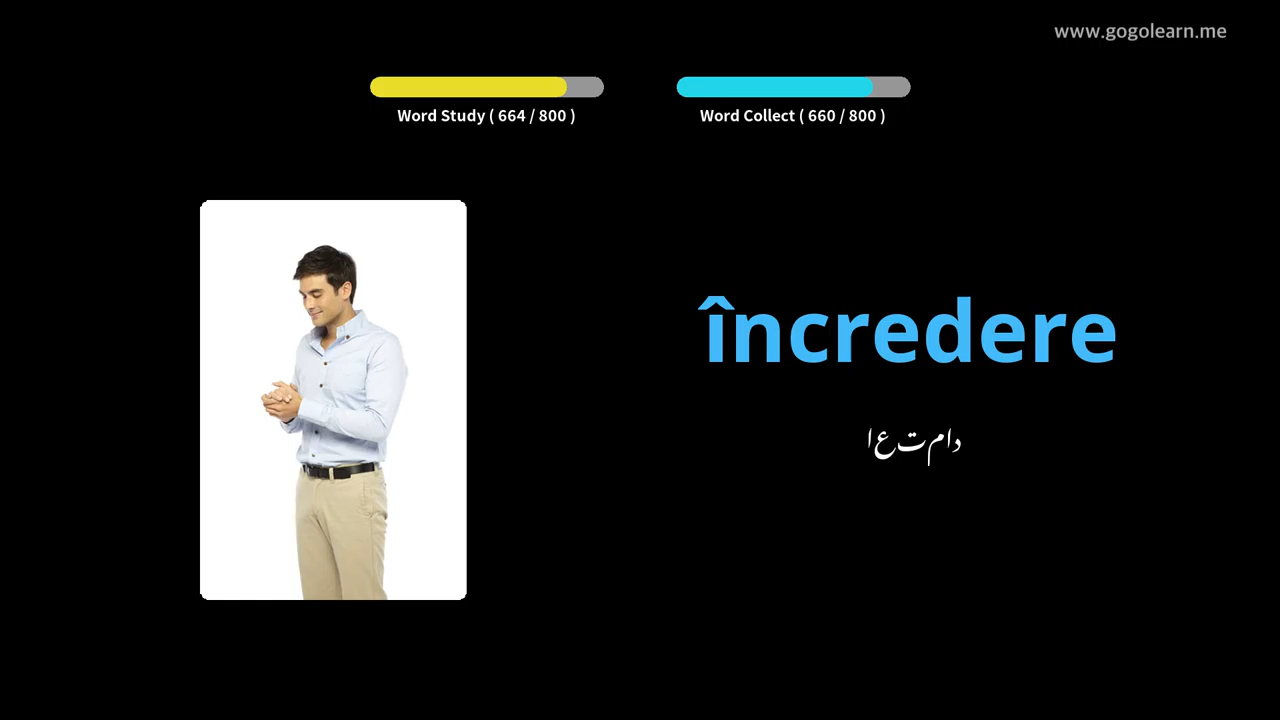 www.gogolearn.me
Word Study ( 664 / 800 )
Word Collect ( 660 / 800 )
încredere
اعتماد